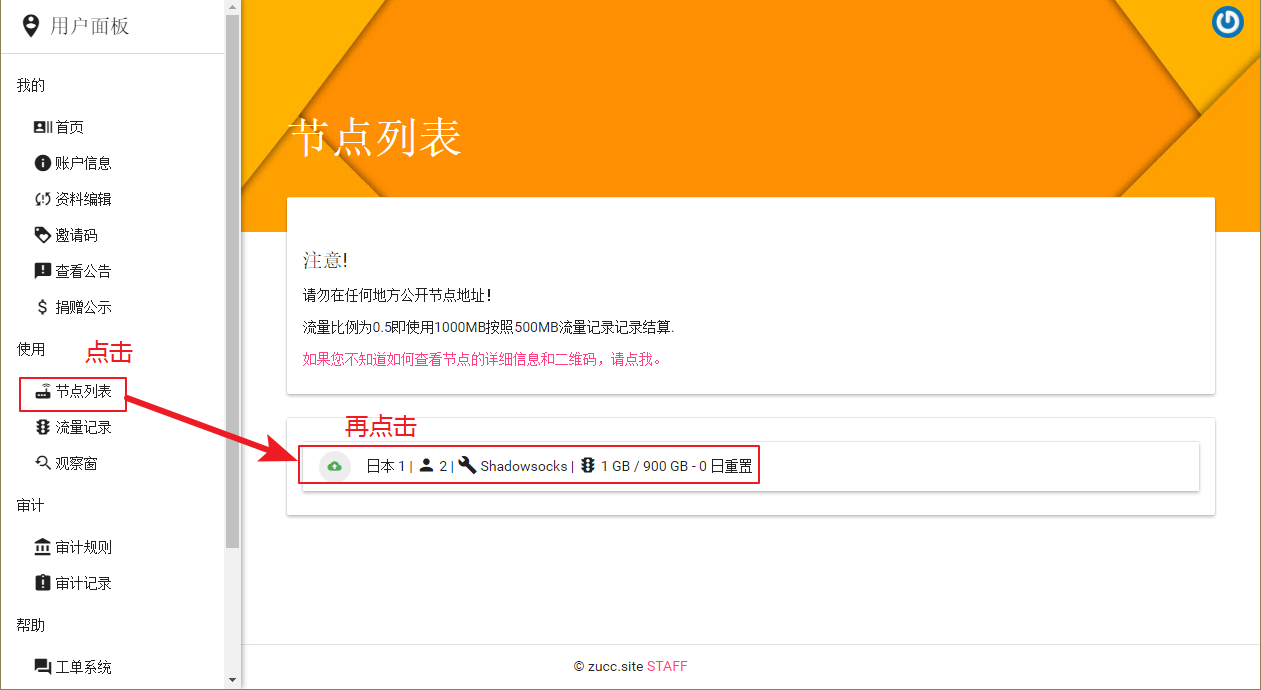 用户面板
我的
首页
账户信息
资料编辑
邀请码
查看公告
捐赠公示
使用
点击
节点列表
流量记录
观察窗
审计
审计规则
审计记录
帮助
工单系统
节点列表
注意!
请勿在任何地方公开节点地址！
流量比例为0.5即使用1000MB按照500MB流量记录记录结算.
如果您不知道如何查看节点的详细信息和二维码，请点我。
再点击
日本 1 | 2 | Shadowsocks | 1 GB / 900 GB - 0 日重置
© zucc.site STAFF